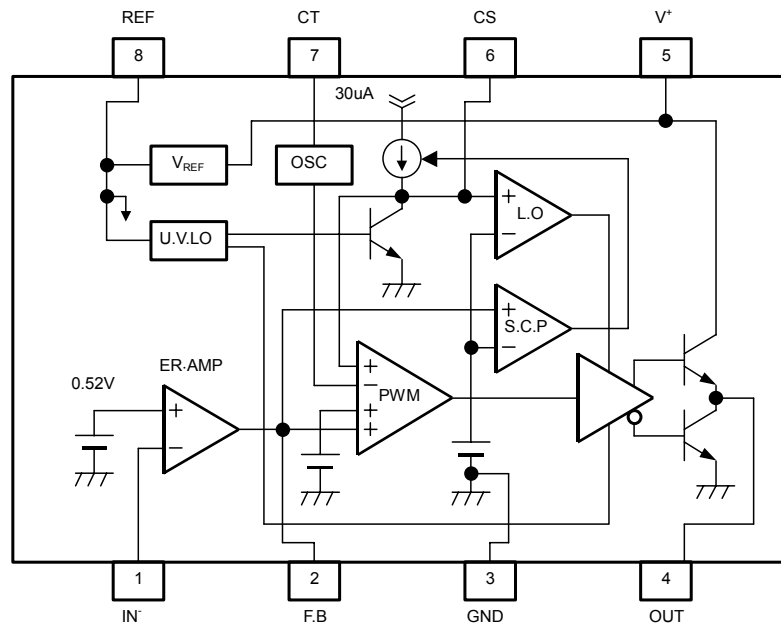 REF CT CS V⁺
8 7 6 5
30uA
V_REF OSC
+ L.O
U.V.LO −
+ S.C.P
−
ER·AMP
0.52V + PWM
− + +
+
−
1 2 3 4
IN⁻ F.B GND OUT